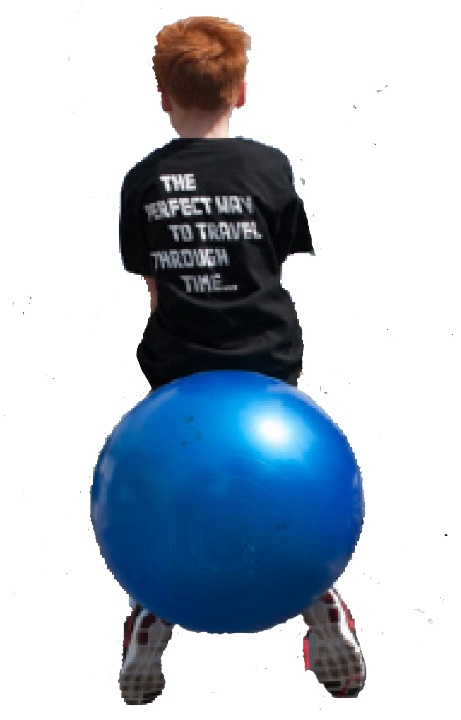 THE
PERFECT WAY
TO TRAVEL
THROUGH
TIME...